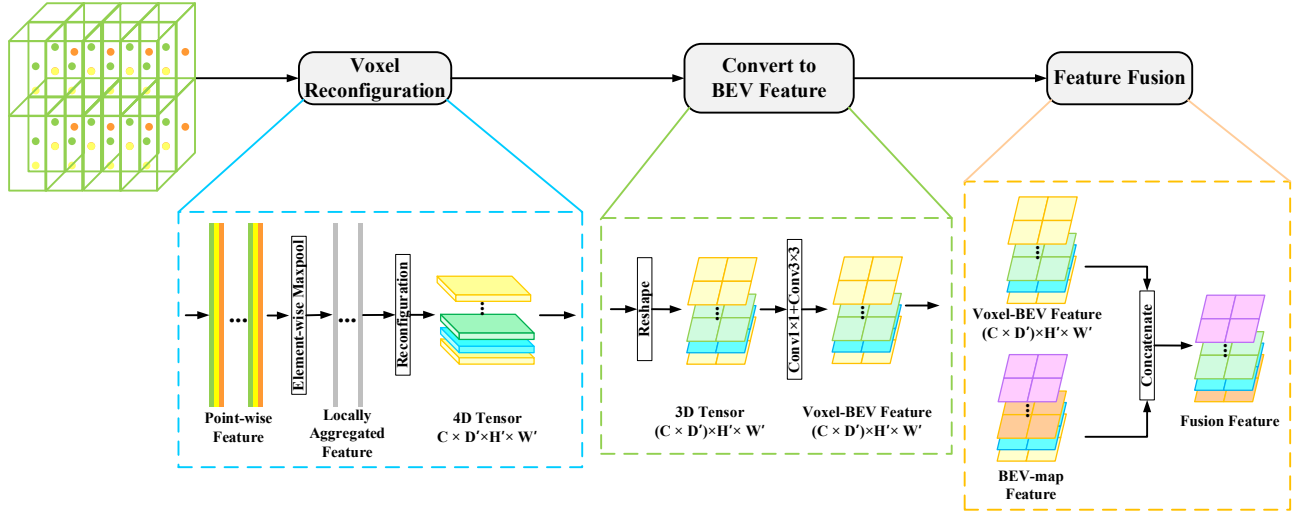 Voxel
Reconfiguration
Convert to
BEV Feature
Feature Fusion
Element-wise Maxpool
Reconfiguration
Point-wise
Feature
Locally
Aggregated
Feature
4D Tensor
C × D′×H′× W′
Reshape
Conv1×1+Conv3×3
3D Tensor
(C × D′)×H′× W′
Voxel-BEV Feature
(C × D′)×H′× W′
Voxel-BEV Feature
(C × D′)×H′× W′
Concatenate
BEV-map
Feature
Fusion Feature